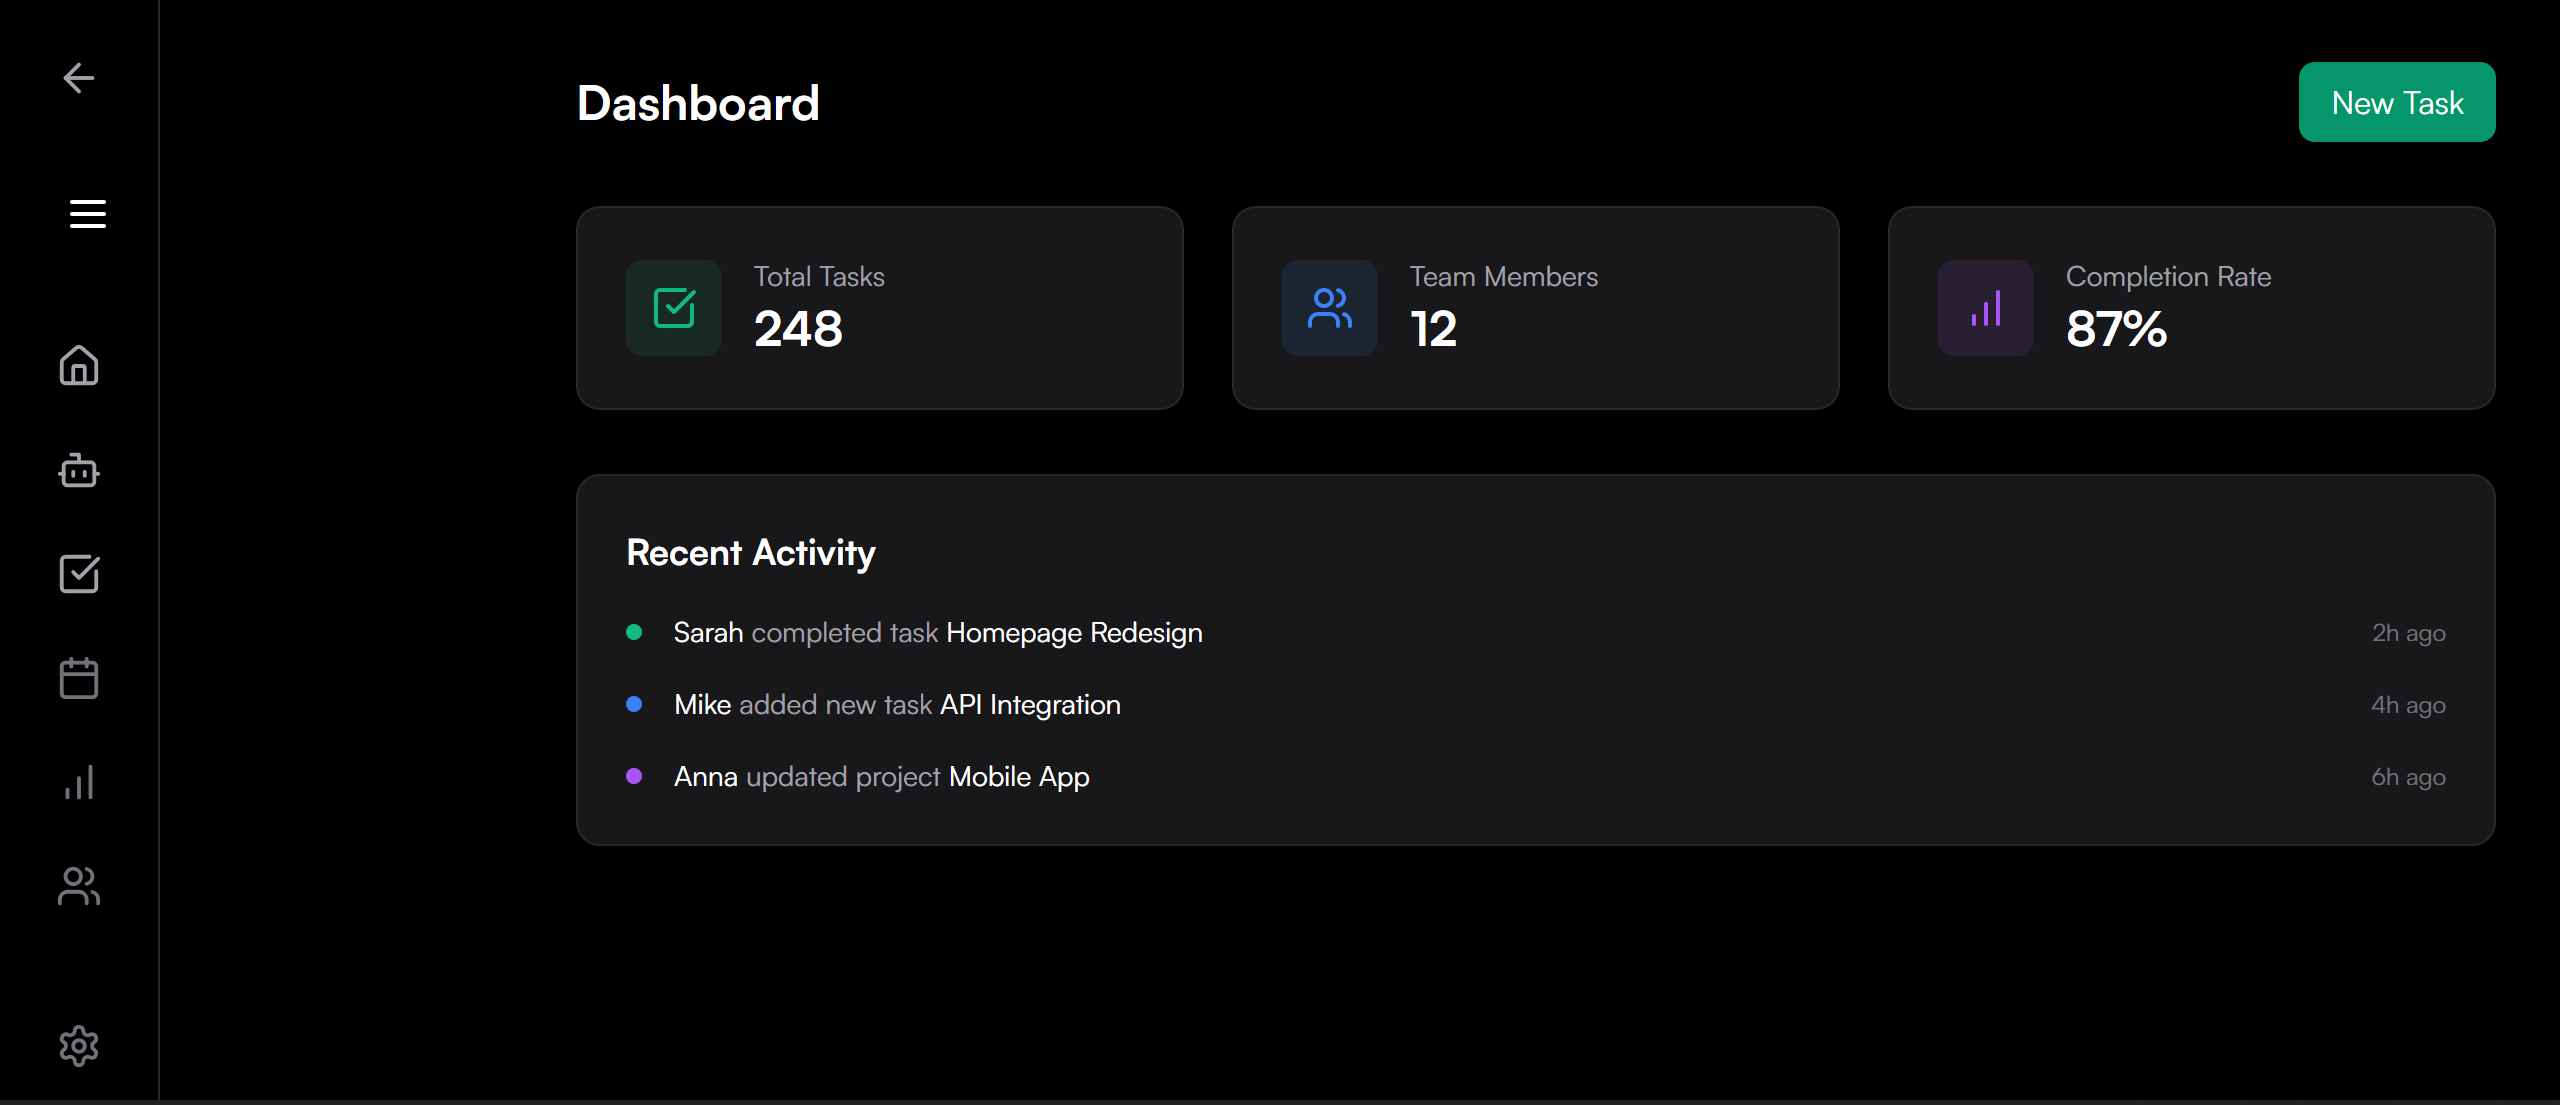 Dashboard
New Task
Total Tasks
248
Team Members
12
Completion Rate
87%
Recent Activity
Sarah completed task Homepage Redesign
2h ago
Mike added new task API Integration
4h ago
Anna updated project Mobile App
6h ago